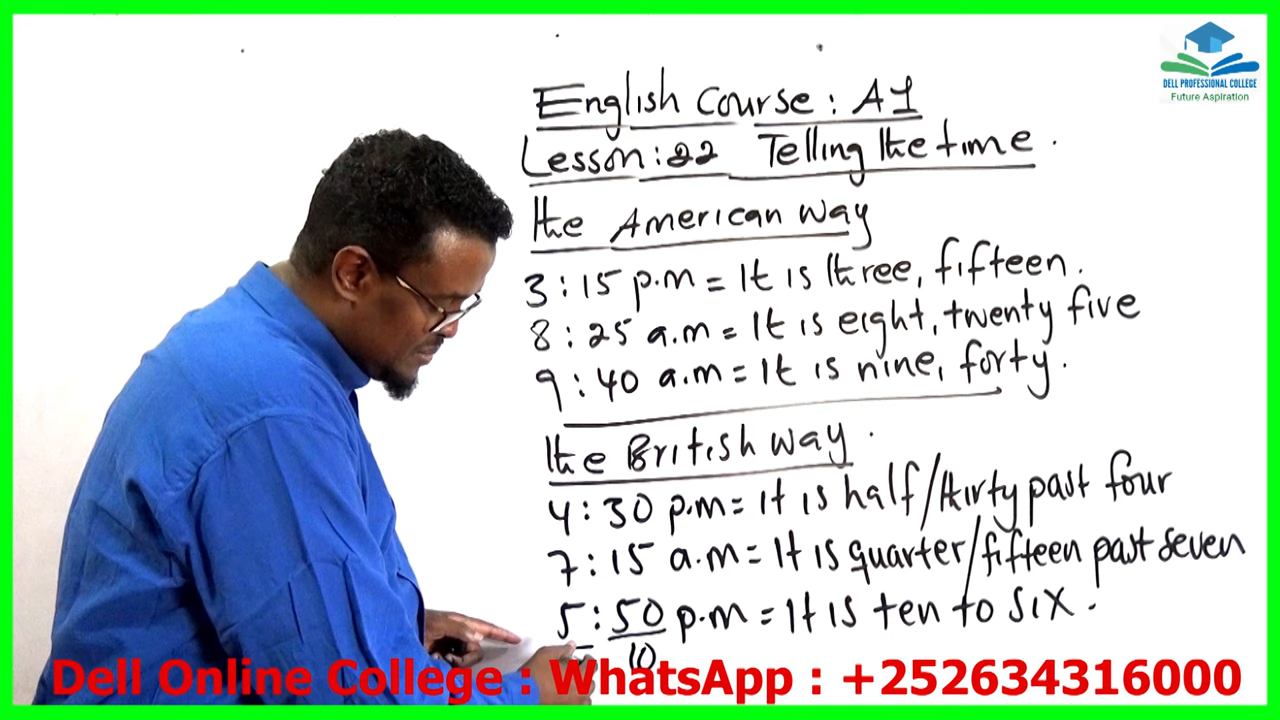 DELL PROFESSIONAL COLLEGE
Future Aspiration
English Course: A1
Lesson: 22 Telling the time.
the American way
3:15 p.m = It is three, fifteen.
8:25 a.m = It is eight, twenty five
9:40 a.m = It is nine, forty.
the British way.
4:30 p.m = It is half/thirty past four
7:15 a.m = It is quarter/fifteen past seven
5:50 p.m = It is ten to six.
10
Dell Online College : WhatsApp : +252634316000